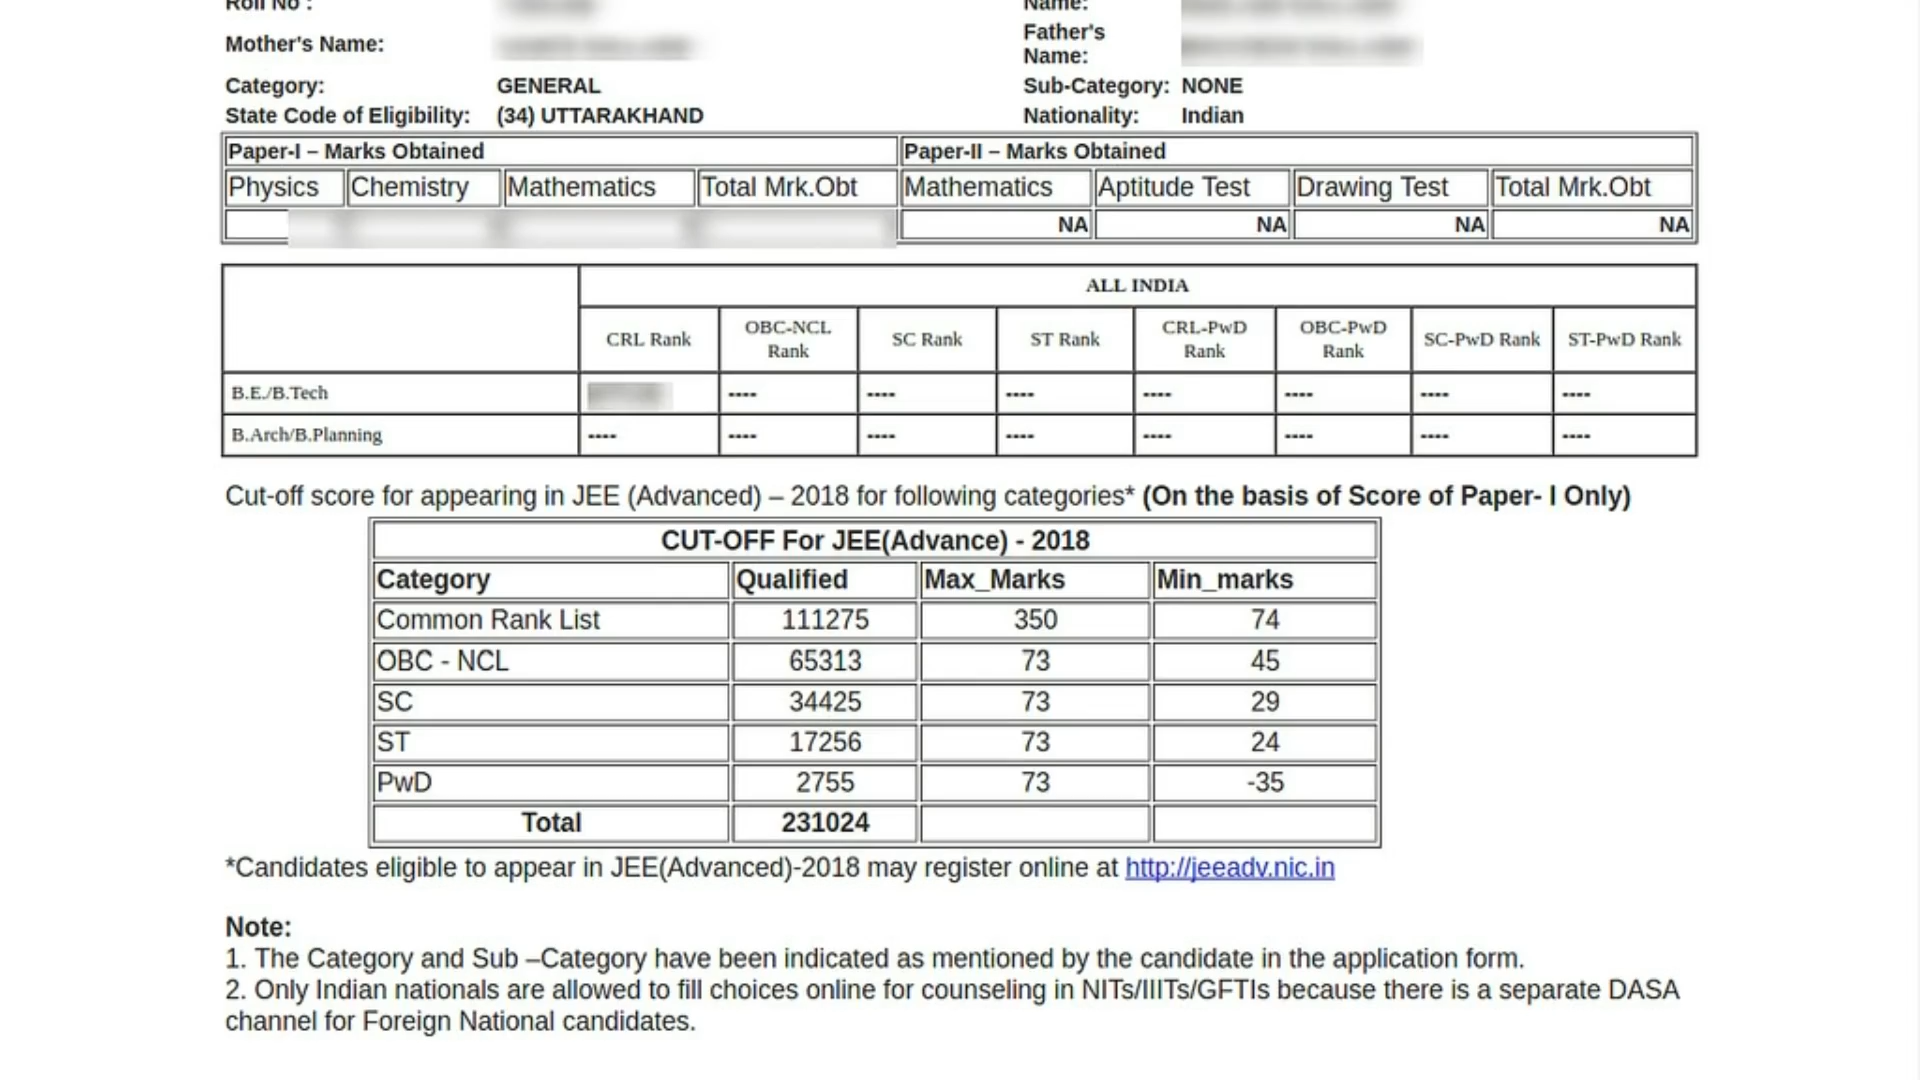 Roll No : Name:
Mother's Name: Father's Name:
Category: GENERAL Sub-Category: NONE
State Code of Eligibility: (34) UTTARAKHAND Nationality: Indian
Paper-I – Marks Obtained Paper-II – Marks Obtained
Physics Chemistry Mathematics Total Mrk.Obt Mathematics Aptitude Test Drawing Test Total Mrk.Obt
NA NA NA NA
ALL INDIA
CRL Rank OBC-NCL Rank SC Rank ST Rank CRL-PwD Rank OBC-PwD Rank SC-PwD Rank ST-PwD Rank
B.E./B.Tech ---- ---- ---- ---- ---- ---- ----
B.Arch/B.Planning ---- ---- ---- ---- ---- ---- ---- ----
Cut-off score for appearing in JEE (Advanced) – 2018 for following categories* (On the basis of Score of Paper- I Only)
CUT-OFF For JEE(Advance) - 2018
Category Qualified Max_Marks Min_marks
Common Rank List 111275 350 74
OBC - NCL 65313 73 45
SC 34425 73 29
ST 17256 73 24
PwD 2755 73 -35
Total 231024
*Candidates eligible to appear in JEE(Advanced)-2018 may register online at http://jeeadv.nic.in
Note:
1. The Category and Sub –Category have been indicated as mentioned by the candidate in the application form.
2. Only Indian nationals are allowed to fill choices online for counseling in NITs/IIITs/GFTIs because there is a separate DASA
channel for Foreign National candidates.